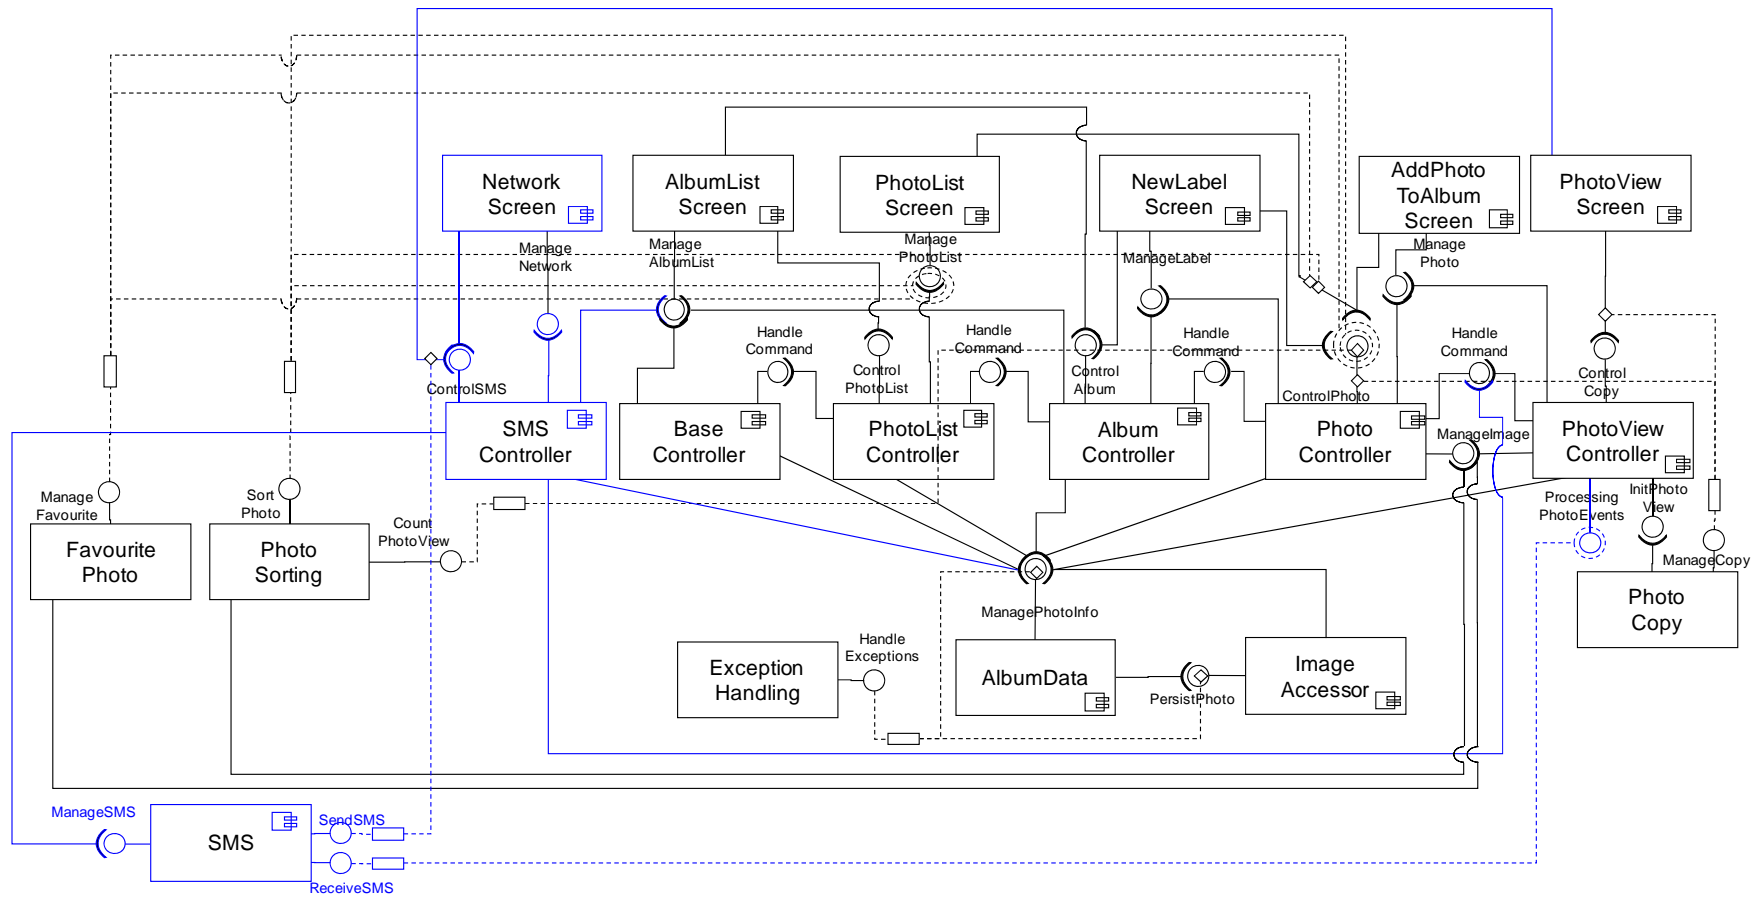 Network
Screen
AlbumList
Screen
PhotoList
Screen
NewLabel
Screen
AddPhoto
ToAlbum
Screen
PhotoView
Screen
Manage
Network
Manage
AlbumList
Manage
PhotoList
ManageLabel
Manage
Photo
Handle
Command
Handle
Command
Handle
Command
Handle
Command
ControlSMS
Control
PhotoList
Control
Album
ControlPhoto
Control
Copy
SMS
Controller
Base
Controller
PhotoList
Controller
Album
Controller
Photo
Controller
ManageImage
PhotoView
Controller
Manage
Favourite
Sort
Photo
Count
PhotoView
Processing
PhotoEvents
InitPhoto
View
Favourite
Photo
Photo
Sorting
ManageCopy
Photo
Copy
ManagePhotoInfo
Handle
Exceptions
Exception
Handling
AlbumData
PersistPhoto
Image
Accessor
ManageSMS
SMS
SendSMS
ReceiveSMS